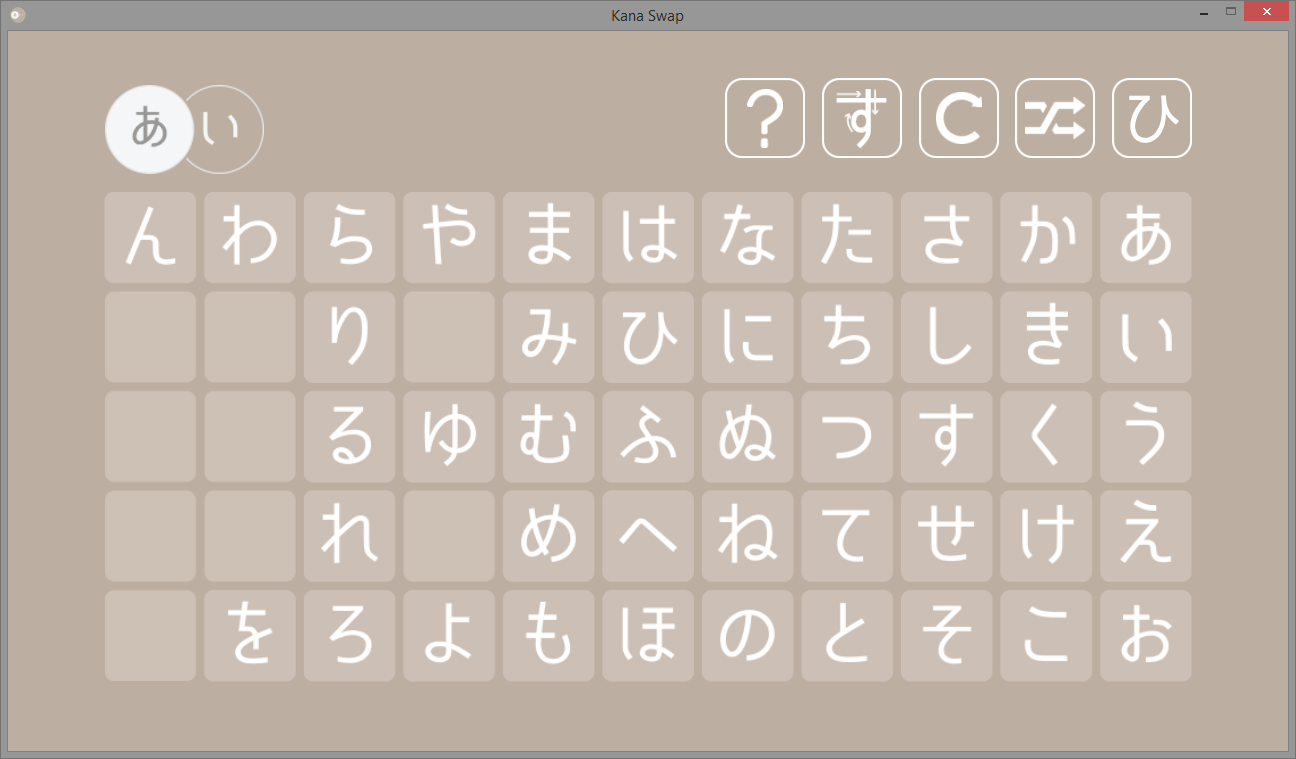 Kana Swap
あ い ? す C ひ
ん わ ら や ま は な た さ か あ
り み ひ に ち し き い
る ゆ む ふ ぬ つ す く う
れ め へ ね て せ け え
を ろ よ も ほ の と そ こ お